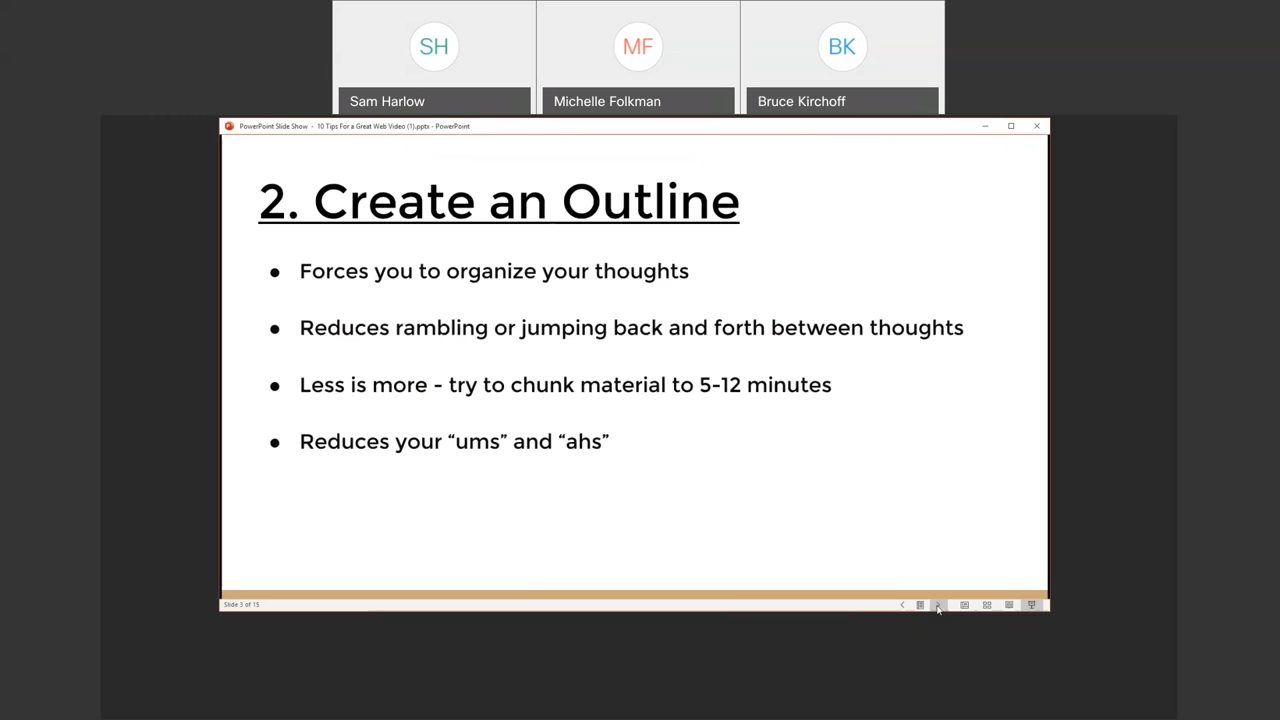 SH
MF
BK
Sam Harlow
Michelle Folkman
Bruce Kirchoff
PowerPoint Slide Show - 10 Tips For a Great Web Video (1).pptx - PowerPoint
2. Create an Outline
● Forces you to organize your thoughts
● Reduces rambling or jumping back and forth between thoughts
● Less is more - try to chunk material to 5-12 minutes
● Reduces your “ums” and “ahs”
Slide 3 of 15